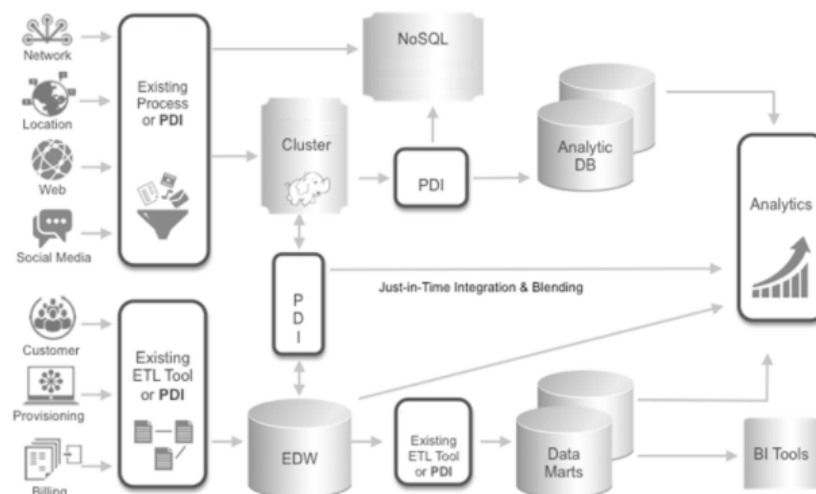 Network
Location
Web
Social Media
Existing
Process
or PDI
NoSQL
Cluster
PDI
Analytic
DB
Analytics
P
D
I
Just-in-Time Integration & Blending
Customer
Provisioning
Billing
Existing
ETL Tool
or PDI
EDW
Existing
ETL Tool
or PDI
Data
Marts
BI Tools